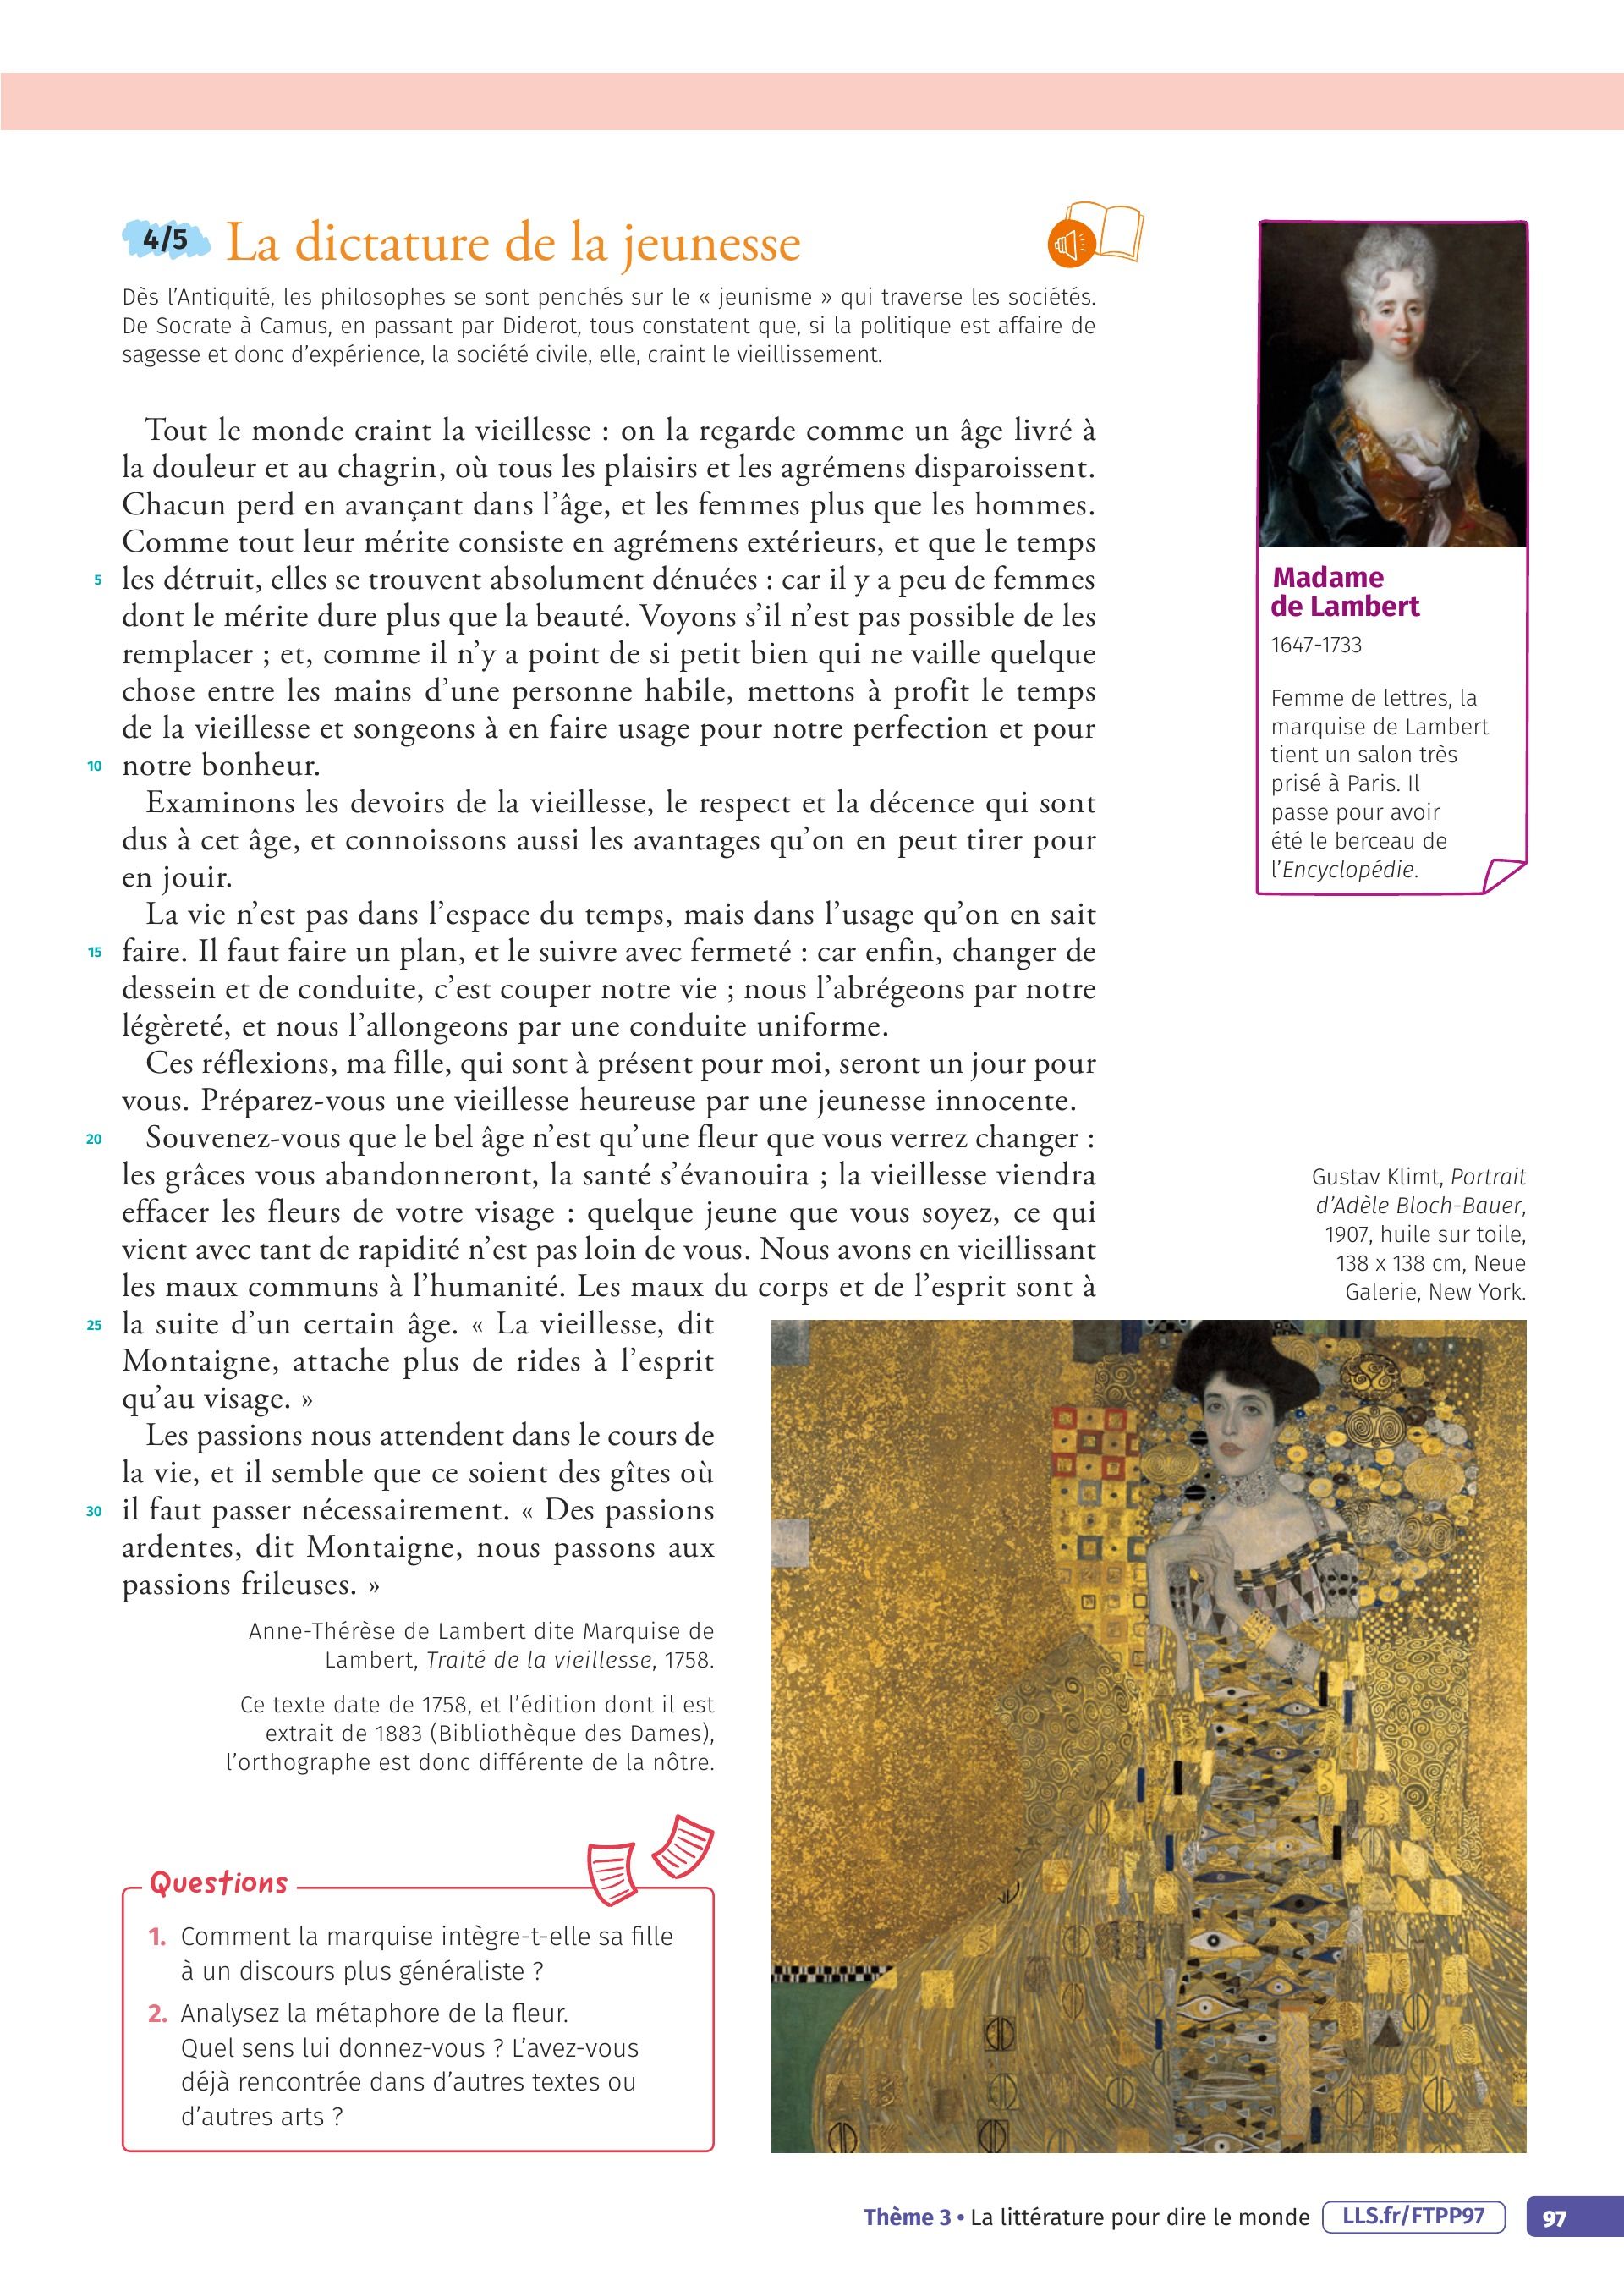 4/5 La dictature de la jeunesse
Dès l’Antiquité, les philosophes se sont penchés sur le « jeunisme » qui traverse les sociétés.
De Socrate à Camus, en passant par Diderot, tous constatent que, si la politique est affaire de
sagesse et donc d’expérience, la société civile, elle, craint le vieillissement.
Tout le monde craint la vieillesse : on la regarde comme un âge livré à
la douleur et au chagrin, où tous les plaisirs et les agrémens disparoissent.
Chacun perd en avançant dans l’âge, et les femmes plus que les hommes.
Comme tout leur mérite consiste en agrémens extérieurs, et que le temps
5 les détruit, elles se trouvent absolument dénuées : car il y a peu de femmes
dont le mérite dure plus que la beauté. Voyons s’il n’est pas possible de les
remplacer ; et, comme il n’y a point de si petit bien qui ne vaille quelque
chose entre les mains d’une personne habile, mettons à profit le temps
de la vieillesse et songeons à en faire usage pour notre perfection et pour
10 notre bonheur.
Examinons les devoirs de la vieillesse, le respect et la décence qui sont
dus à cet âge, et connoissons aussi les avantages qu’on en peut tirer pour
en jouir.
La vie n’est pas dans l’espace du temps, mais dans l’usage qu’on en sait
15 faire. Il faut faire un plan, et le suivre avec fermeté : car enfin, changer de
dessein et de conduite, c’est couper notre vie ; nous l’abrégeons par notre
légèreté, et nous l’allongeons par une conduite uniforme.
Ces réflexions, ma fille, qui sont à présent pour moi, seront un jour pour
vous. Préparez-vous une vieillesse heureuse par une jeunesse innocente.
20 Souvenez-vous que le bel âge n’est qu’une fleur que vous verrez changer :
les grâces vous abandonneront, la santé s’évanouira ; la vieillesse viendra
effacer les fleurs de votre visage : quelque jeune que vous soyez, ce qui
vient avec tant de rapidité n’est pas loin de vous. Nous avons en vieillissant
les maux communs à l’humanité. Les maux du corps et de l’esprit sont à
25 la suite d’un certain âge. « La vieillesse, dit
Montaigne, attache plus de rides à l’esprit
qu’au visage. »
Les passions nous attendent dans le cours de
la vie, et il semble que ce soient des gîtes où
30 il faut passer nécessairement. « Des passions
ardentes, dit Montaigne, nous passons aux
passions frileuses. »
Anne-Thérèse de Lambert dite Marquise de
Lambert, Traité de la vieillesse, 1758.
Ce texte date de 1758, et l’édition dont il est
extrait de 1883 (Bibliothèque des Dames),
l’orthographe est donc différente de la nôtre.
Madame
de Lambert
1647-1733
Femme de lettres, la
marquise de Lambert
tient un salon très
prisé à Paris. Il
passe pour avoir
été le berceau de
l’Encyclopédie.
Gustav Klimt, Portrait
d’Adèle Bloch-Bauer,
1907, huile sur toile,
138 x 138 cm, Neue
Galerie, New York.
Questions
1. Comment la marquise intègre-t-elle sa fille
à un discours plus généraliste ?
2. Analysez la métaphore de la fleur.
Quel sens lui donnez-vous ? L’avez-vous
déjà rencontrée dans d’autres textes ou
d’autres arts ?
Thème 3 • La littérature pour dire le monde LLS.fr/FTPP97 97